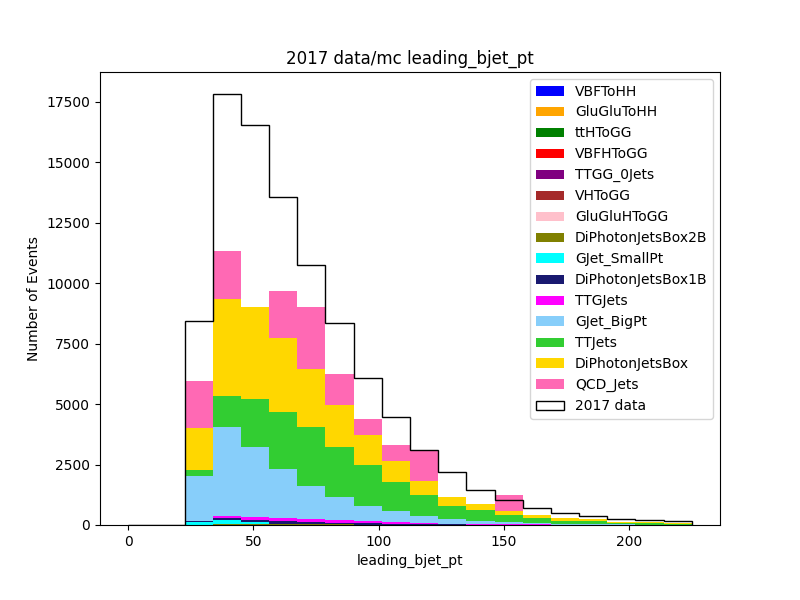 2017 data/mc leading_bjet_pt
Number of Events
17500
15000
12500
10000
7500
5000
2500
0
0
50
100
150
200
leading_bjet_pt
VBFToHH
GluGluToHH
ttHToGG
VBFHToGG
TTGG_0Jets
VHToGG
GluGluHToGG
DiPhotonJetsBox2B
GJet_SmallPt
DiPhotonJetsBox1B
TTGJets
GJet_BigPt
TTJets
DiPhotonJetsBox
QCD_Jets
2017 data